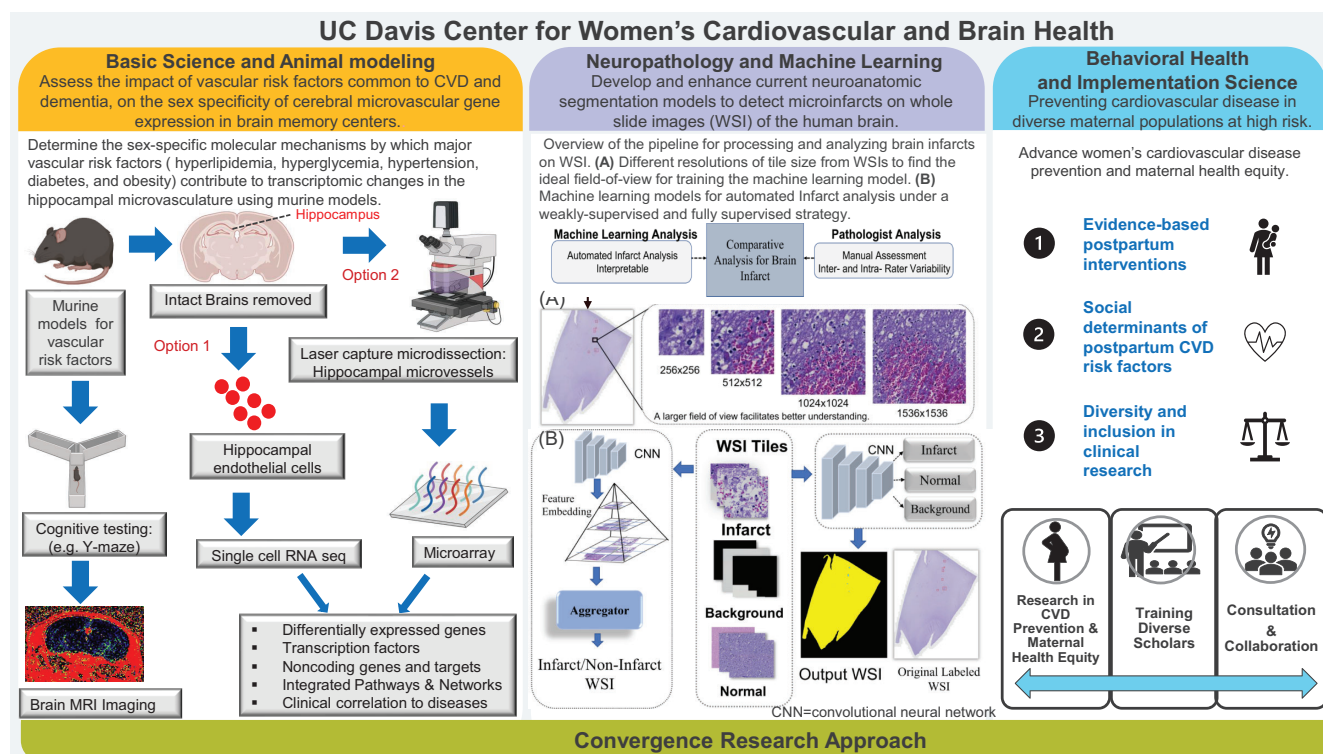 UC Davis Center for Women's Cardiovascular and Brain Health
Basic Science and Animal modeling
Assess the impact of vascular risk factors common to CVD and
dementia, on the sex specificity of cerebral microvascular gene
expression in brain memory centers.
Determine the sex-specific molecular mechanisms by which major
vascular risk factors ( hyperlipidemia, hyperglycemia, hypertension,
diabetes, and obesity) contribute to transcriptomic changes in the
hippocampal microvasculature using murine models.
Hippocampus
Option 2
Murine
models for
vascular
risk factors
Intact Brains removed
Option 1
Laser capture microdissection:
Hippocampal microvessels
Hippocampal
endothelial cells
Cognitive testing:
(e.g. Y-maze)
Single cell RNA seq
Microarray
Brain MRI Imaging
▪ Differentially expressed genes
▪ Transcription factors
▪ Noncoding genes and targets
▪ Integrated Pathways & Networks
▪ Clinical correlation to diseases
Neuropathology and Machine Learning
Develop and enhance current neuroanatomic
segmentation models to detect microinfarcts on whole
slide images (WSI) of the human brain.
Overview of the pipeline for processing and analyzing brain infarcts
on WSI. (A) Different resolutions of tile size from WSIs to find the
ideal field-of-view for training the machine learning model. (B)
Machine learning models for automated Infarct analysis under a
weakly-supervised and fully supervised strategy.
Machine Learning Analysis
Automated Infarct Analysis
Interpretable
Comparative
Analysis for Brain
Infarct
Pathologist Analysis
Manual Assessment
Inter- and Intra- Rater Variability
(A)
256x256
512x512
1024x1024
1536x1536
A larger field of view facilitates better understanding.
(B)
CNN
Feature
Embedding
Aggregator
Infarct/Non-Infarct
WSI
WSI Tiles
Infarct
Background
Normal
CNN
Infarct
Normal
Background
Output WSI
Original Labeled
WSI
CNN=convolutional neural network
Behavioral Health
and Implementation Science
Preventing cardiovascular disease in
diverse maternal populations at high risk.
Advance women's cardiovascular disease
prevention and maternal health equity.
1
Evidence-based
postpartum
interventions
2
Social
determinants of
postpartum CVD
risk factors
3
Diversity and
inclusion in
clinical
research
Research in
CVD
Prevention &
Maternal
Health Equity
Training
Diverse
Scholars
Consultation
&
Collaboration
Convergence Research Approach